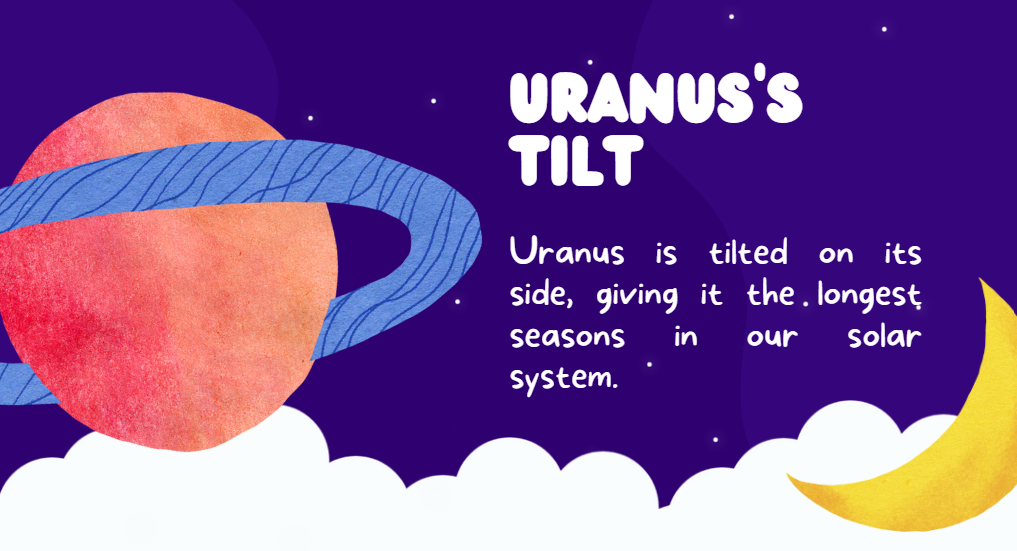 URANUS'S
TILT
Uranus is tilted on its
side, giving it the longest
seasons in our solar
system.